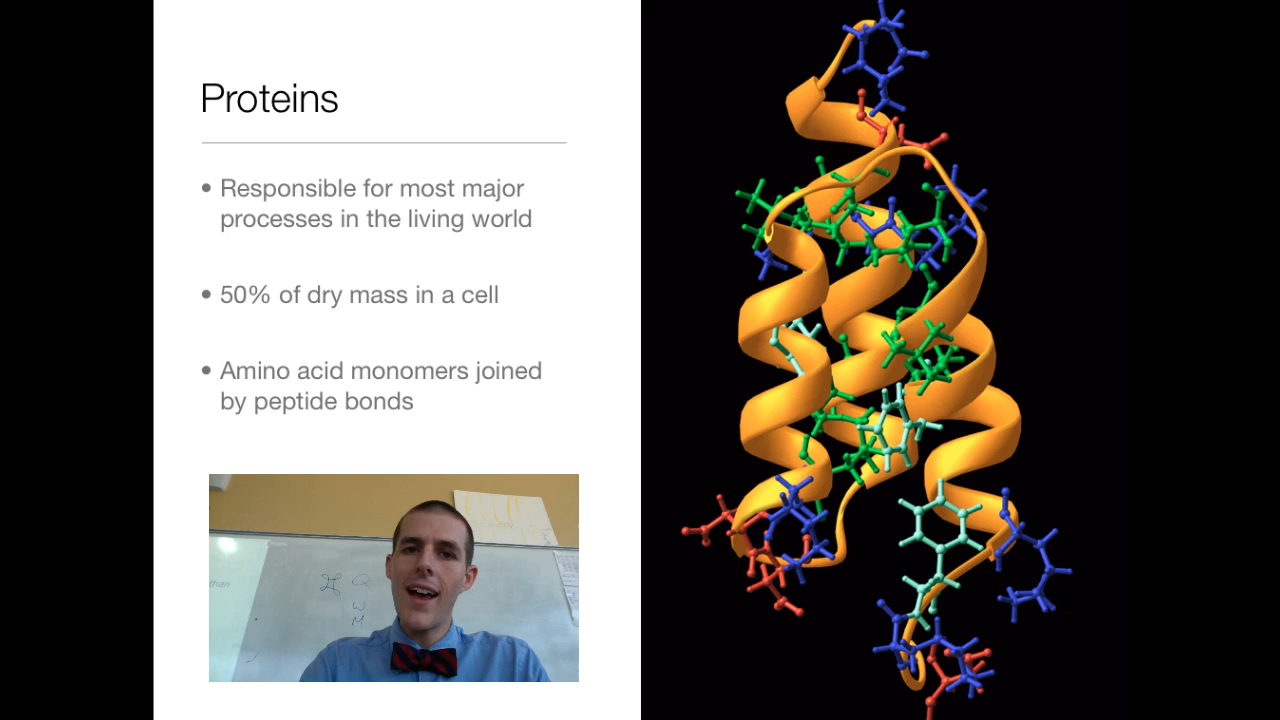 Proteins
• Responsible for most major
processes in the living world
• 50% of dry mass in a cell
• Amino acid monomers joined
by peptide bonds
than
Q
W
M